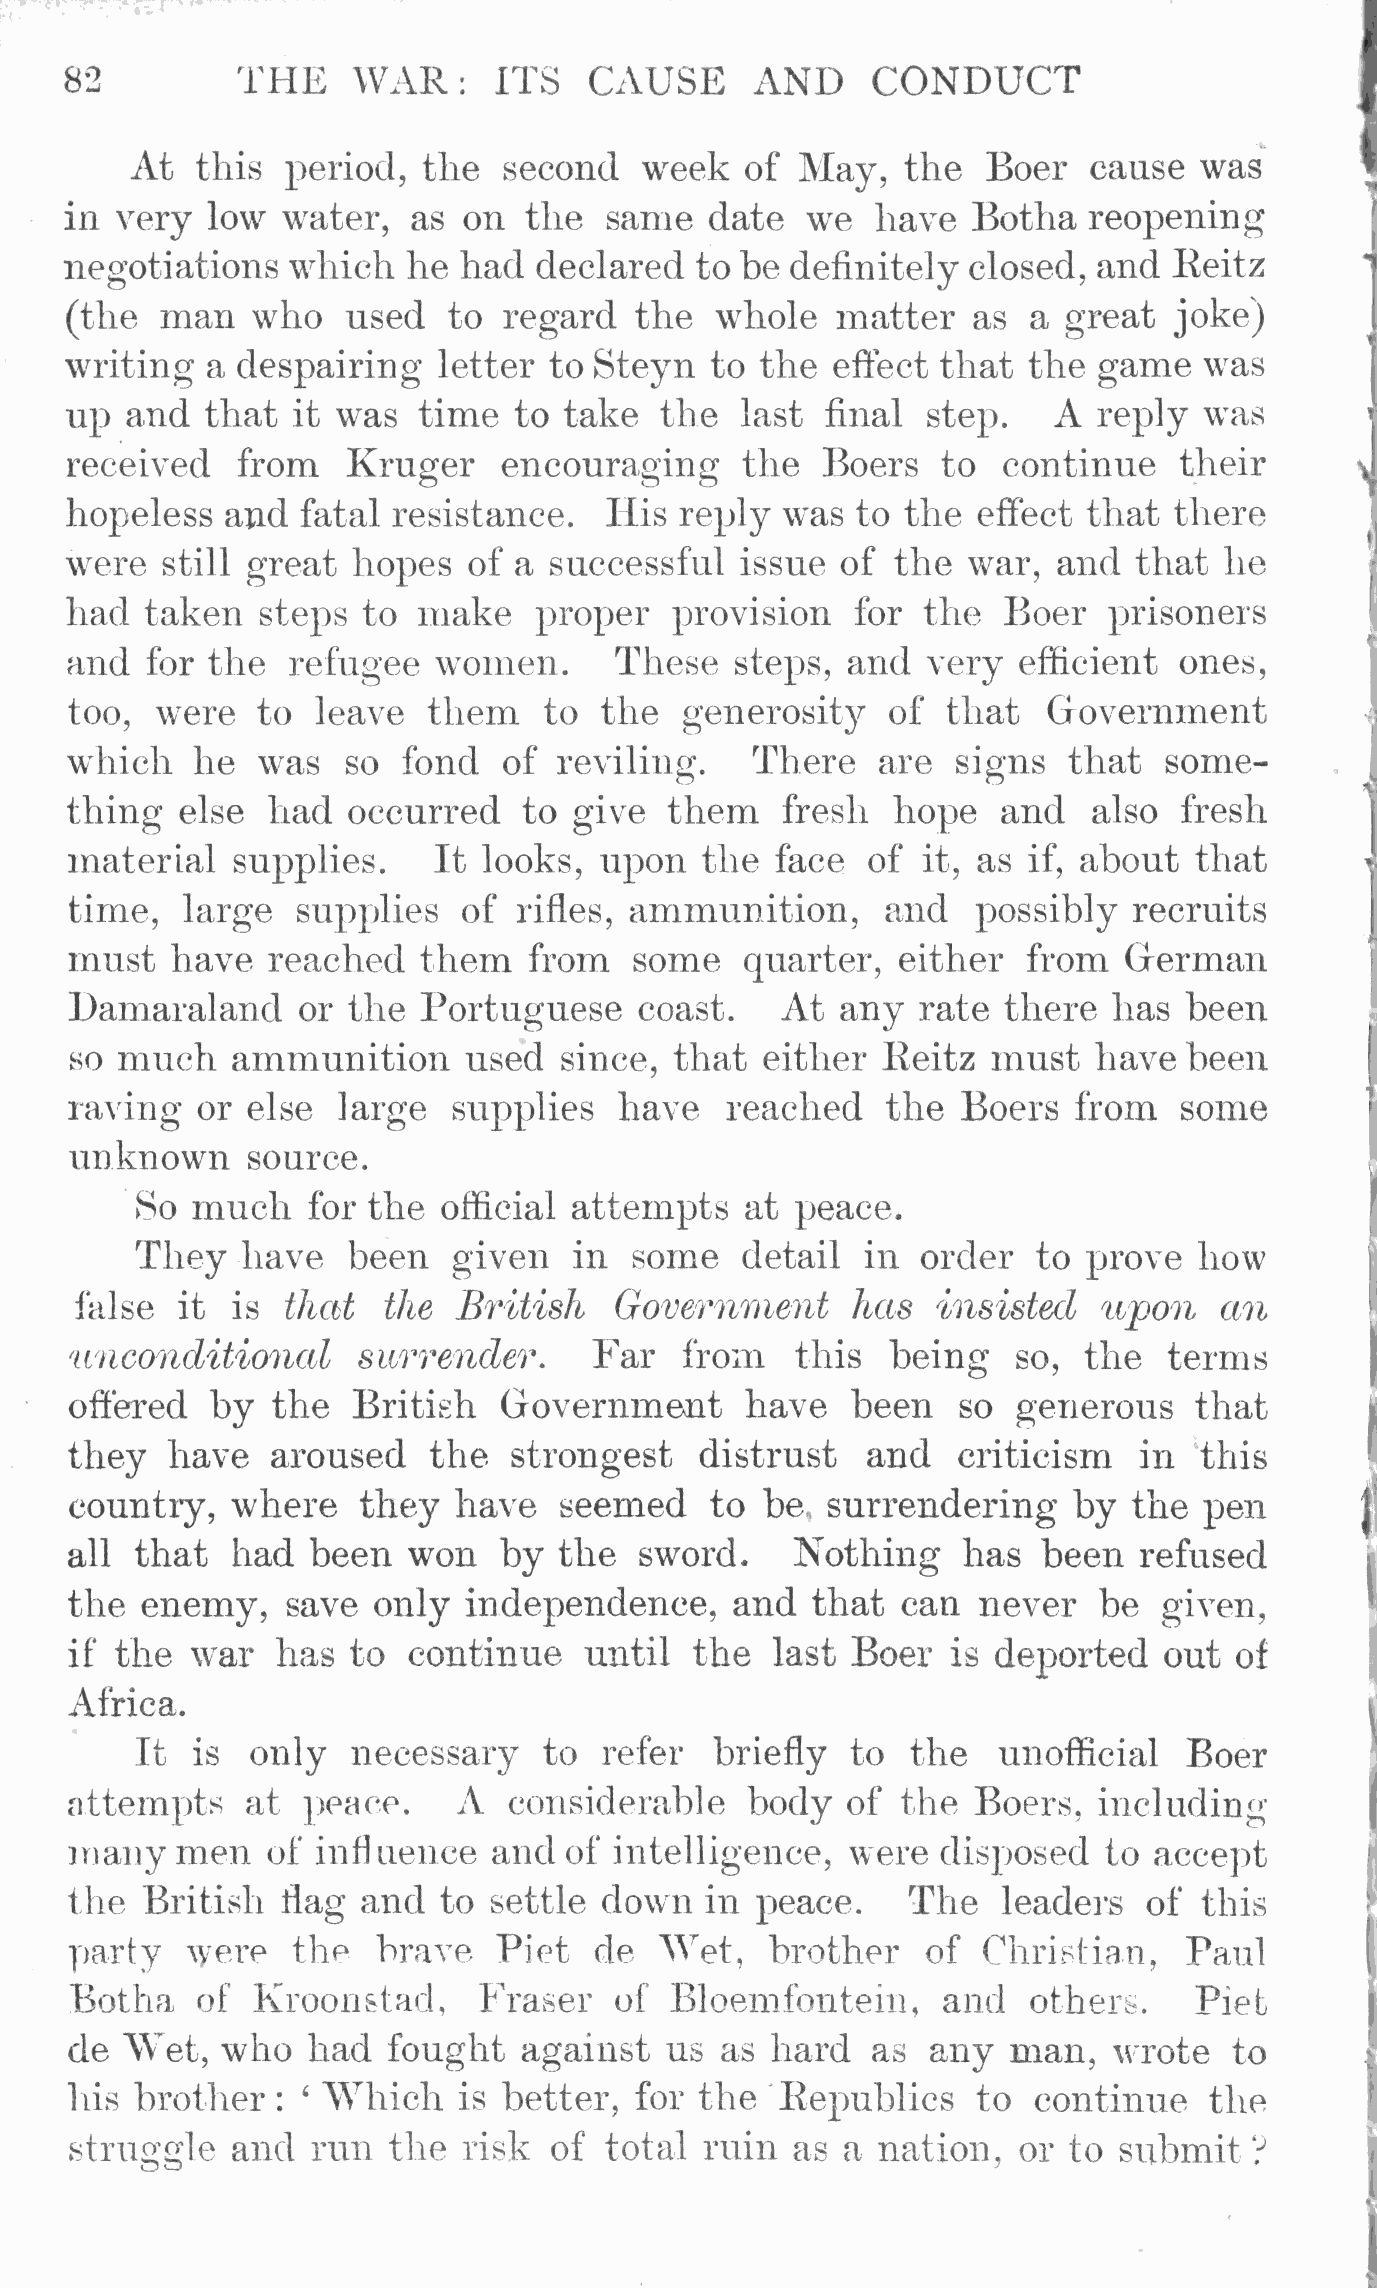 82 THE WAR: ITS CAUSE AND CONDUCT
At this period, the second week of May, the Boer cause was
in very low water, as on the same date we have Botha reopening
negotiations which he had declared to be definitely closed, and Reitz
(the man who used to regard the whole matter as a great joke)
writing a despairing letter to Steyn to the effect that the game was
up and that it was time to take the last final step. A reply was
received from Kruger encouraging the Boers to continue their
hopeless and fatal resistance. His reply was to the effect that there
were still great hopes of a successful issue of the war, and that he
had taken steps to make proper provision for the Boer prisoners
and for the refugee women. These steps, and very efficient ones,
too, were to leave them to the generosity of that Government
which he was so fond of reviling. There are signs that some-
thing else had occurred to give them fresh hope and also fresh
material supplies. It looks, upon the face of it, as if, about that
time, large supplies of rifles, ammunition, and possibly recruits
must have reached them from some quarter, either from German
Damaraland or the Portuguese coast. At any rate there has been
so much ammunition used since, that either Reitz must have been
raving or else large supplies have reached the Boers from some
unknown source.
So much for the official attempts at peace.
They have been given in some detail in order to prove how
false it is that the British Government has insisted upon an
unconditional surrender. Far from this being so, the terms
offered by the British Government have been so generous that
they have aroused the strongest distrust and criticism in this
country, where they have seemed to be surrendering by the pen
all that had been won by the sword. Nothing has been refused
the enemy, save only independence, and that can never be given,
if the war has to continue until the last Boer is deported out of
Africa.
It is only necessary to refer briefly to the unofficial Boer
attempts at peace. A considerable body of the Boers, including
many men of influence and of intelligence, were disposed to accept
the British flag and to settle down in peace. The leaders of this
party were the brave Piet de Wet, brother of Christian, Paul
Botha of Kroonstad, Fraser of Bloemfontein, and others. Piet
de Wet, who had fought against us as hard as any man, wrote to
his brother: ‘ Which is better, for the Republics to continue the
struggle and run the risk of total ruin as a nation, or to submit?